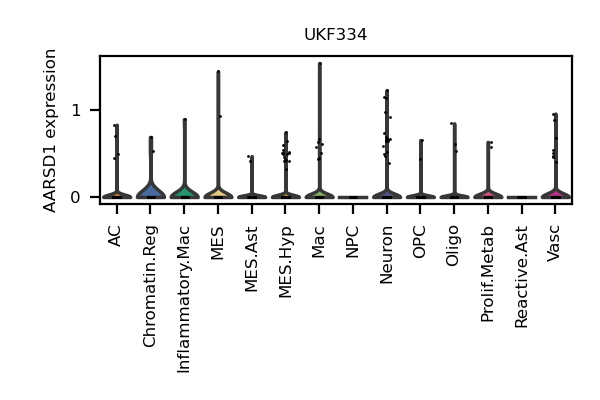 UKF334
AARSD1 expression
1
0
AC
Chromatin.Reg
Inflammatory.Mac
MES
MES.Ast
MES.Hyp
Mac
NPC
Neuron
OPC
Oligo
Prolif.Metab
Reactive.Ast
Vasc